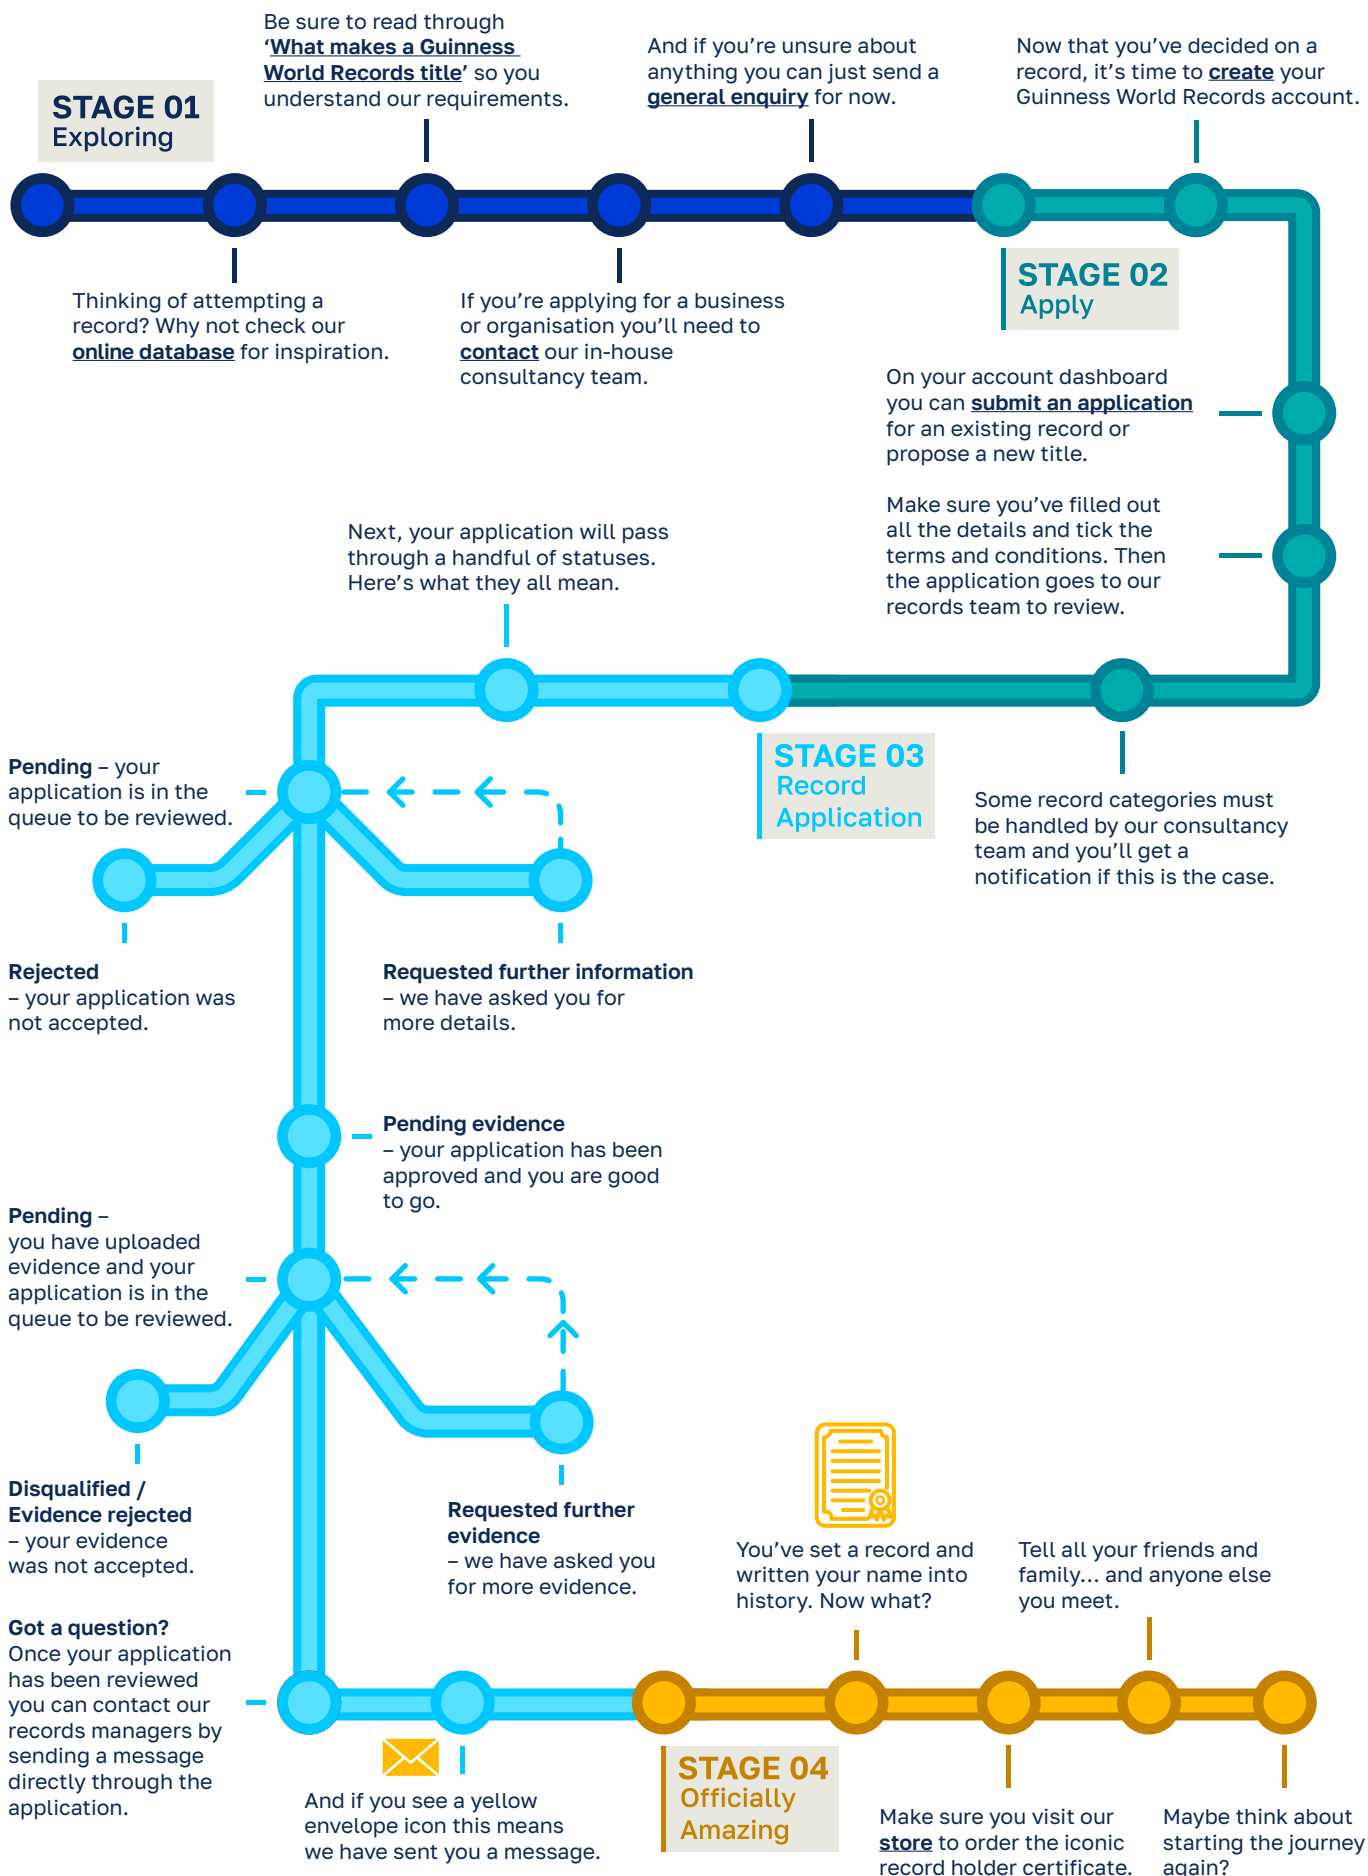 STAGE 01
Exploring
Thinking of attempting a
record? Why not check our
online database for inspiration.
Be sure to read through
‘What makes a Guinness
World Records title’ so you
understand our requirements.
If you’re applying for a business
or organisation you’ll need to
contact our in-house
consultancy team.
And if you’re unsure about
anything you can just send a
general enquiry for now.
STAGE 02
Apply
Now that you’ve decided on a
record, it’s time to create your
Guinness World Records account.
On your account dashboard
you can submit an application
for an existing record or
propose a new title.
Make sure you’ve filled out
all the details and tick the
terms and conditions. Then
the application goes to our
records team to review.
Some record categories must
be handled by our consultancy
team and you’ll get a
notification if this is the case.
STAGE 03
Record
Application
Next, your application will pass
through a handful of statuses.
Here’s what they all mean.
Pending – your
application is in the
queue to be reviewed.
Rejected
– your application was
not accepted.
Requested further information
– we have asked you for
more details.
Pending evidence
– your application has been
approved and you are good
to go.
Pending –
you have uploaded
evidence and your
application is in the
queue to be reviewed.
Disqualified /
Evidence rejected
– your evidence
was not accepted.
Requested further
evidence
– we have asked you
for more evidence.
Got a question?
Once your application
has been reviewed
you can contact our
records managers by
sending a message
directly through the
application.
And if you see a yellow
envelope icon this means
we have sent you a message.
STAGE 04
Officially
Amazing
You’ve set a record and
written your name into
history. Now what?
Make sure you visit our
store to order the iconic
record holder certificate.
Tell all your friends and
family... and anyone else
you meet.
Maybe think about
starting the journey
again?